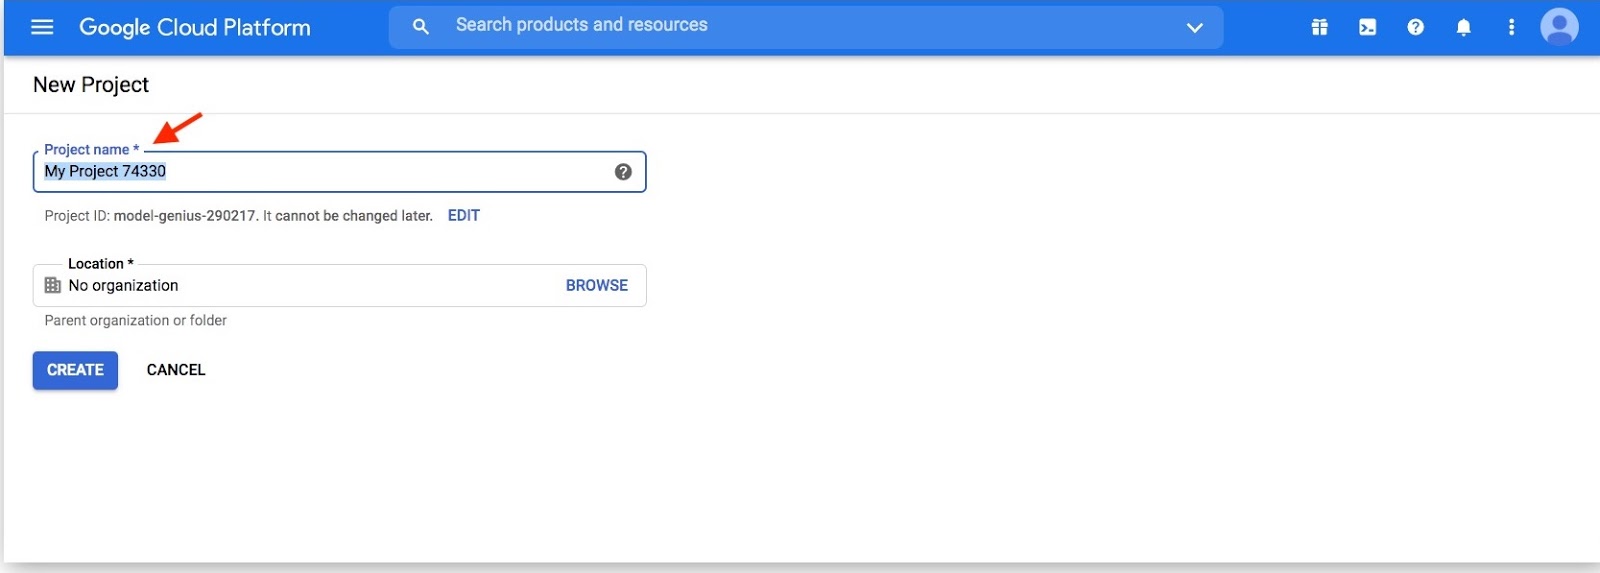 Google Cloud Platform
Search products and resources
New Project
Project name *
My Project 74330
Project ID: model-genius-290217. It cannot be changed later. EDIT
Location *
No organization BROWSE
Parent organization or folder
CREATE CANCEL